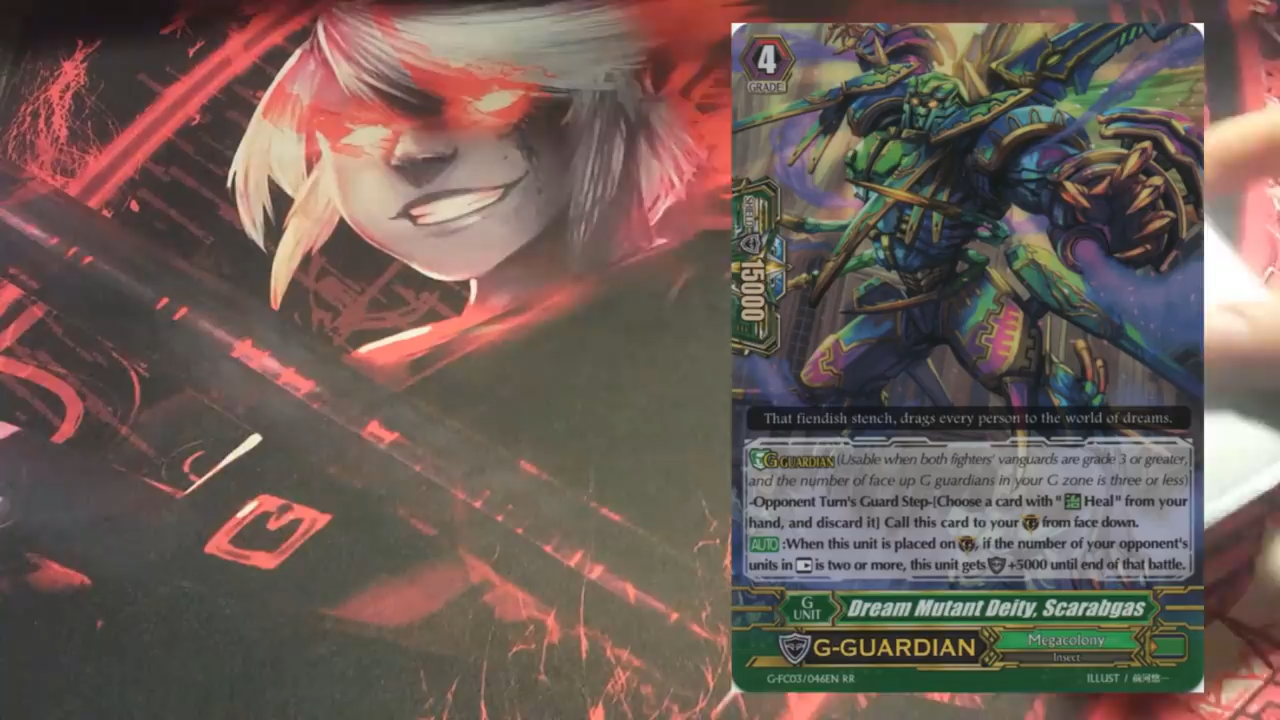 4
GRADE
SHIELD
15000
That fiendish stench, drags every person to the world of dreams.
G GUARDIAN (Usable when both fighters' vanguards are grade 3 or greater,
and the number of face up G guardians in your G zone is three or less)
-Opponent Turn's Guard Step-[Choose a card with "治 Heal" from your
hand, and discard it] Call this card to your G from face down.
AUTO :When this unit is placed on G, if the number of your opponent's
units in is two or more, this unit gets +5000 until end of that battle.
G
UNIT
Dream Mutant Deity, Scarabgas
G-GUARDIAN
Megacolony
Insect
G-FC03/046EN RR
ILLUST / 前河悠一